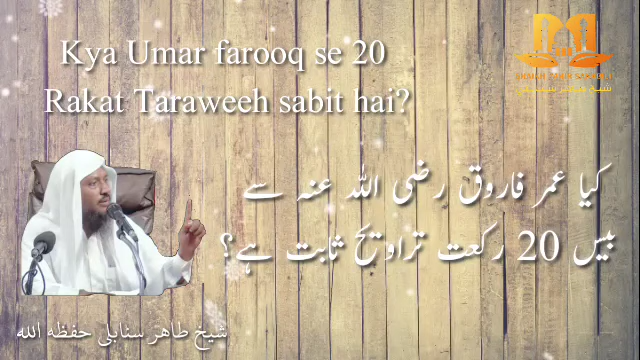 Kya Umar farooq se 20
Rakat Taraweeh sabit hai?
کیا عمر فاروق رضی اللہ عنہ سے
بیس 20 رکعت تراویح ثابت ہے؟
شیخ طاہر سنابلی حفظہ اللہ